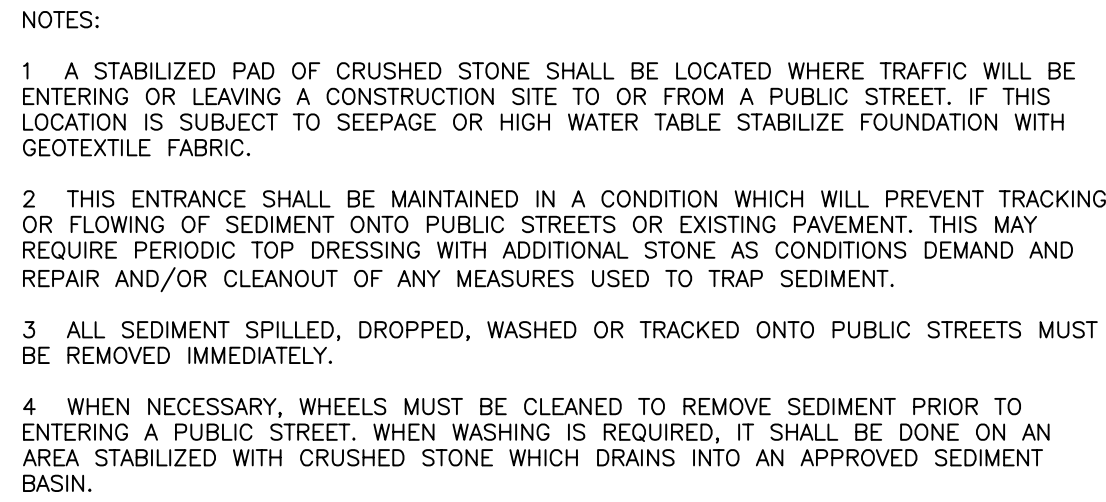 NOTES:
1 A STABILIZED PAD OF CRUSHED STONE SHALL BE LOCATED WHERE TRAFFIC WILL BE
ENTERING OR LEAVING A CONSTRUCTION SITE TO OR FROM A PUBLIC STREET. IF THIS
LOCATION IS SUBJECT TO SEEPAGE OR HIGH WATER TABLE STABILIZE FOUNDATION WITH
GEOTEXTILE FABRIC.
2 THIS ENTRANCE SHALL BE MAINTAINED IN A CONDITION WHICH WILL PREVENT TRACKING
OR FLOWING OF SEDIMENT ONTO PUBLIC STREETS OR EXISTING PAVEMENT. THIS MAY
REQUIRE PERIODIC TOP DRESSING WITH ADDITIONAL STONE AS CONDITIONS DEMAND AND
REPAIR AND/OR CLEANOUT OF ANY MEASURES USED TO TRAP SEDIMENT.
3 ALL SEDIMENT SPILLED, DROPPED, WASHED OR TRACKED ONTO PUBLIC STREETS MUST
BE REMOVED IMMEDIATELY.
4 WHEN NECESSARY, WHEELS MUST BE CLEANED TO REMOVE SEDIMENT PRIOR TO
ENTERING A PUBLIC STREET. WHEN WASHING IS REQUIRED, IT SHALL BE DONE ON AN
AREA STABILIZED WITH CRUSHED STONE WHICH DRAINS INTO AN APPROVED SEDIMENT
BASIN.